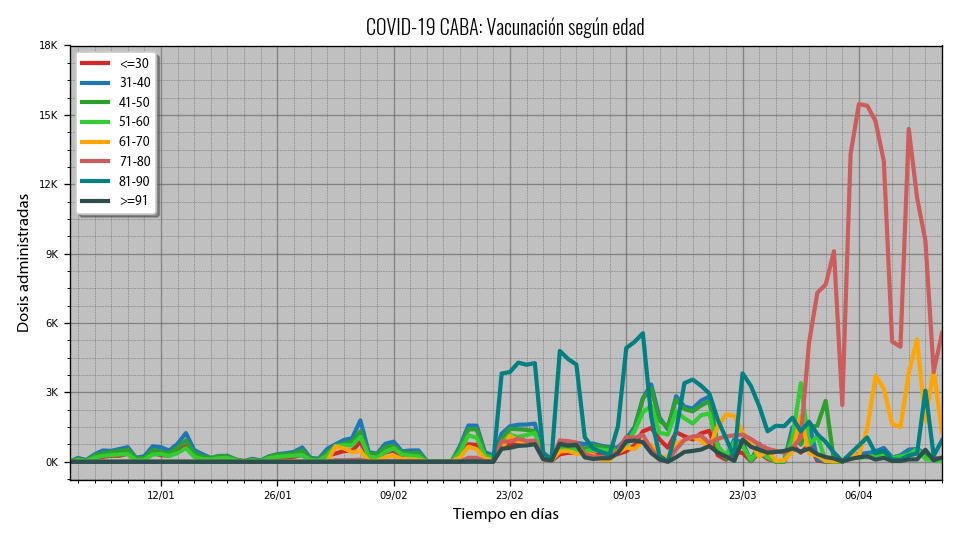 COVID-19 CABA: Vacunación según edad
18K
15K
12K
9K
6K
3K
0K
<=30
31-40
41-50
51-60
61-70
71-80
81-90
>=91
Dosis administradas
12/01
26/01
09/02
23/02
09/03
23/03
06/04
Tiempo en días